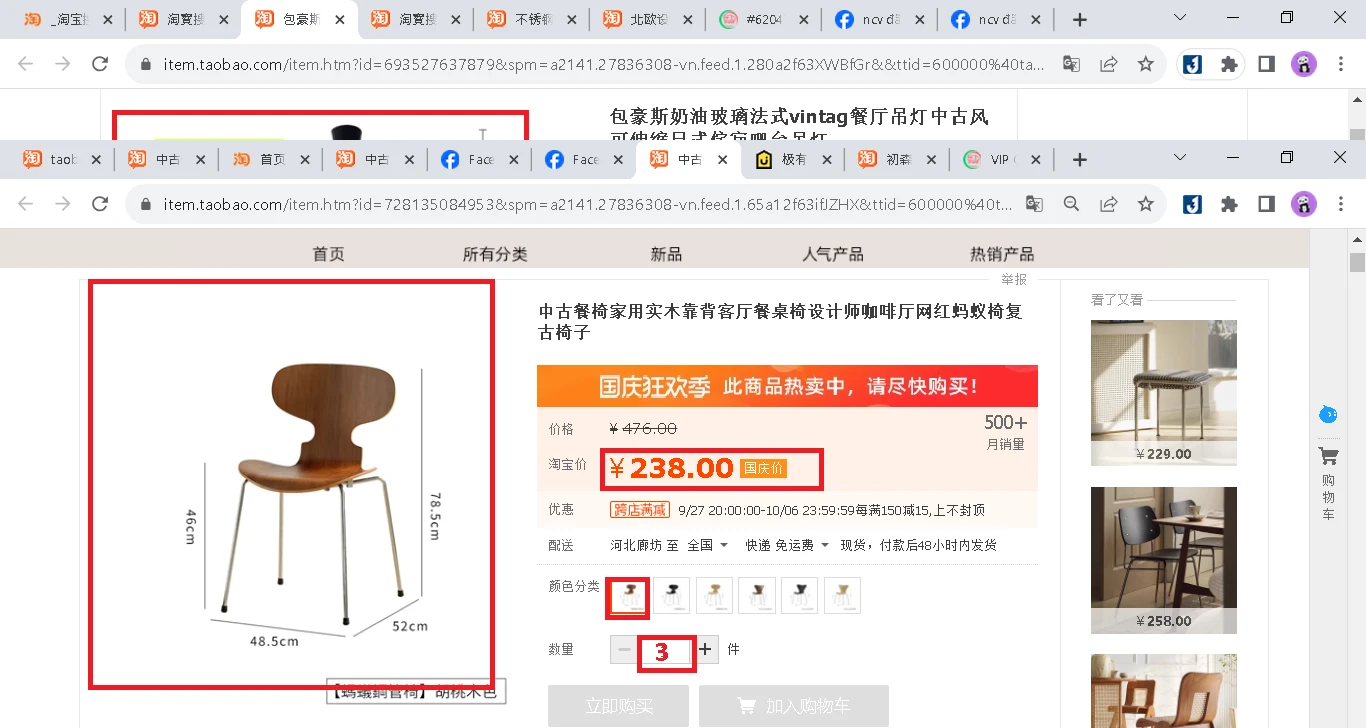 _淘宝
淘寶搜
包豪斯
淘寶搜
不锈钢
北欧设
#6204
ncv đă
ncv đă
item.taobao.com/item.htm?id=693527637879&spm=a2141.27836308-vn.feed.1.280a2f63XWBfGr&&ttid=600000%40ta...
包豪斯奶油玻璃法式vintag餐厅吊灯中古风
taob
中古
首页
中古
Face
Face
中古
极有
初森
VIP
item.taobao.com/item.htm?id=728135084953&spm=a2141.27836308-vn.feed.1.65a12f63ifJZHX&ttid=600000%40t...
首页 所有分类 新品 人气产品 热销产品
举报
中古餐椅家用实木靠背客厅餐桌椅设计师咖啡厅网红蚂蚁椅复
古椅子
国庆狂欢季 此商品热卖中，请尽快购买！
价格 ¥ 476.00
500+
月销量
淘宝价 ¥ 238.00 国庆价
优惠 跨店满减 9/27 20:00:00-10/06 23:59:59每满150减15,上不封顶
配送 河北廊坊 至 全国 快递 免运费 现货，付款后48小时内发货
颜色分类
数量 3 件
立即购买 加入购物车
46cm
78.5cm
48.5cm
52cm
【螞蟻鋼管椅】胡桃木色
看了又看
¥229.00
¥258.00
购
物
车